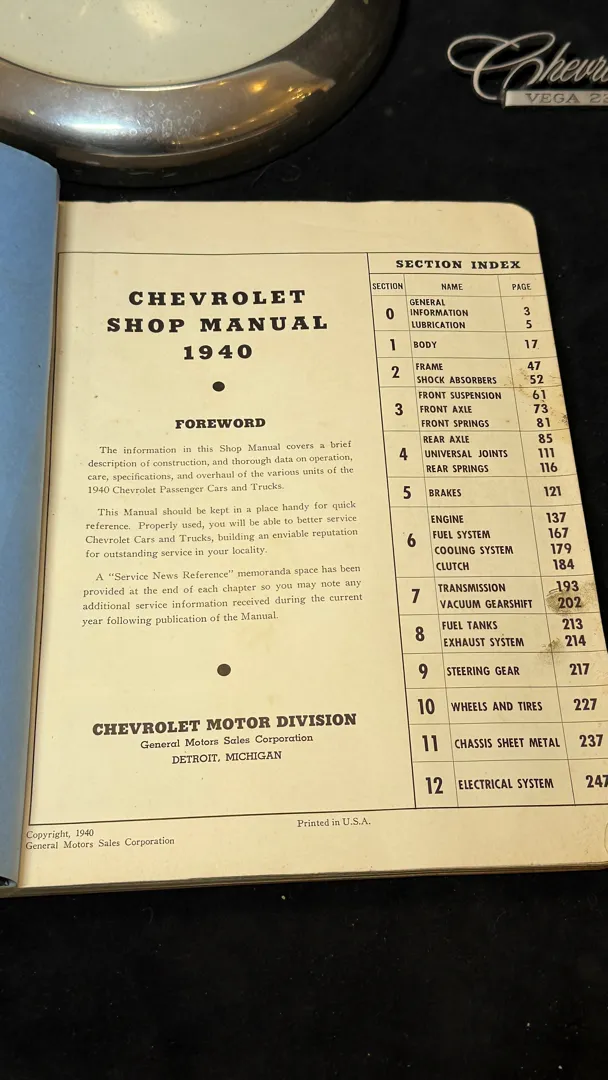 Chevr
VEGA 23
CHEVROLET
SHOP MANUAL
1940
FOREWORD
The information in this Shop Manual covers a brief
description of construction, and thorough data on operation,
care, specifications, and overhaul of the various units of the
1940 Chevrolet Passenger Cars and Trucks.
This Manual should be kept in a place handy for quick
reference. Properly used, you will be able to better service
Chevrolet Cars and Trucks, building an enviable reputation
for outstanding service in your locality.
A "Service News Reference" memoranda space has been
provided at the end of each chapter so you may note any
additional service information received during the current
year following publication of the Manual.
CHEVROLET MOTOR DIVISION
General Motors Sales Corporation
DETROIT, MICHIGAN
SECTION INDEX
SECTION NAME PAGE
0 GENERAL
INFORMATION 3
LUBRICATION 5
1 BODY 17
2 FRAME 47
SHOCK ABSORBERS 52
3 FRONT SUSPENSION 61
FRONT AXLE 73
FRONT SPRINGS 81
4 REAR AXLE 85
UNIVERSAL JOINTS 111
REAR SPRINGS 116
5 BRAKES 121
6 ENGINE 137
FUEL SYSTEM 167
COOLING SYSTEM 179
CLUTCH 184
7 TRANSMISSION 193
VACUUM GEARSHIFT 202
8 FUEL TANKS 213
EXHAUST SYSTEM 214
9 STEERING GEAR 217
10 WHEELS AND TIRES 227
11 CHASSIS SHEET METAL 237
12 ELECTRICAL SYSTEM 247
Copyright, 1940
General Motors Sales Corporation
Printed in U.S.A.